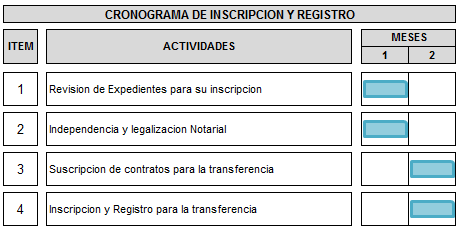 CRONOGRAMA DE INSCRIPCION Y REGISTRO
ITEM ACTIVIDADES MESES
1 2
1 Revision de Expedientes para su inscripcion
2 Independencia y legalizacion Notarial
3 Suscripcion de contratos para la transferencia
4 Inscripcion y Registro para la transferencia